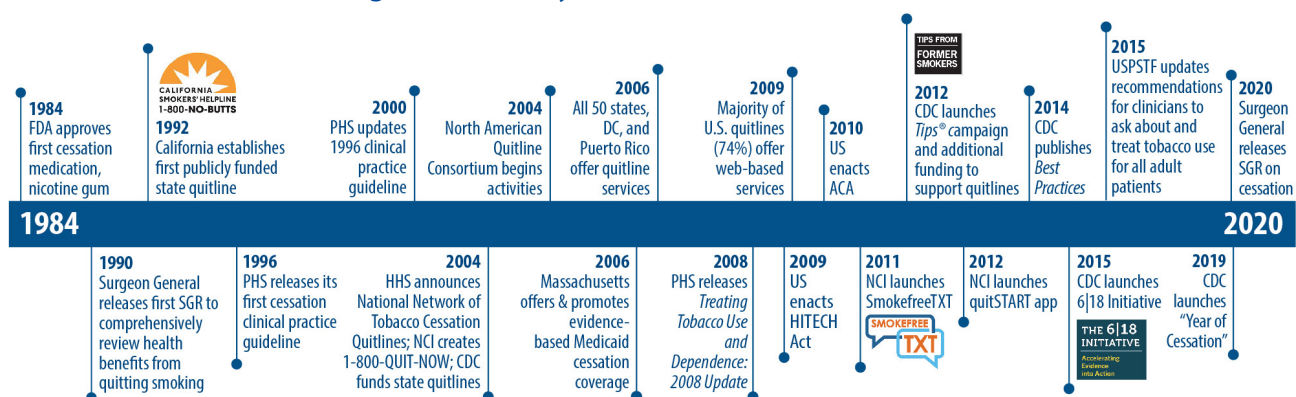 1984
FDA approves
first cessation
medication,
nicotine gum
CALIFORNIA
SMOKERS' HELPLINE
1-800-NO-BUTTS
1992
California establishes
first publicly funded
state quitline
2000
PHS updates
1996 clinical
practice
guideline
2004
North American
Quitline
Consortium begins
activities
2006
All 50 states,
DC, and
Puerto Rico
offer quitline
services
2009
Majority of
U.S. quitlines
(74%) offer
web-based
services
2010
US
enacts
ACA
TIPS FROM
FORMER
SMOKERS
2012
CDC launches
Tips® campaign
and additional
funding to
support quitlines
2014
CDC
publishes
Best
Practices
2015
USPSTF updates
recommendations
for clinicians to
ask about and
treat tobacco use
for all adult
patients
2020
Surgeon
General
releases
SGR on
cessation
1984
2020
1990
Surgeon General
releases first SGR to
comprehensively
review health
benefits from
quitting smoking
1996
PHS releases its
first cessation
clinical practice
guideline
2004
HHS announces
National Network of
Tobacco Cessation
Quitlines; NCI creates
1-800-QUIT-NOW; CDC
funds state quitlines
2006
Massachusetts
offers & promotes
evidence-
based Medicaid
cessation
coverage
2008
PHS releases
Treating
Tobacco Use
and
Dependence:
2008 Update
2009
US
enacts
HITECH
Act
2011
NCI launches
SmokefreeTXT
SMOKEFREE
TXT
2012
NCI launches
quitSTART app
2015
CDC launches
6|18 Initiative
THE 6|18
INITIATIVE
Accelerating
Evidence
into Action
2019
CDC
launches
“Year of
Cessation”